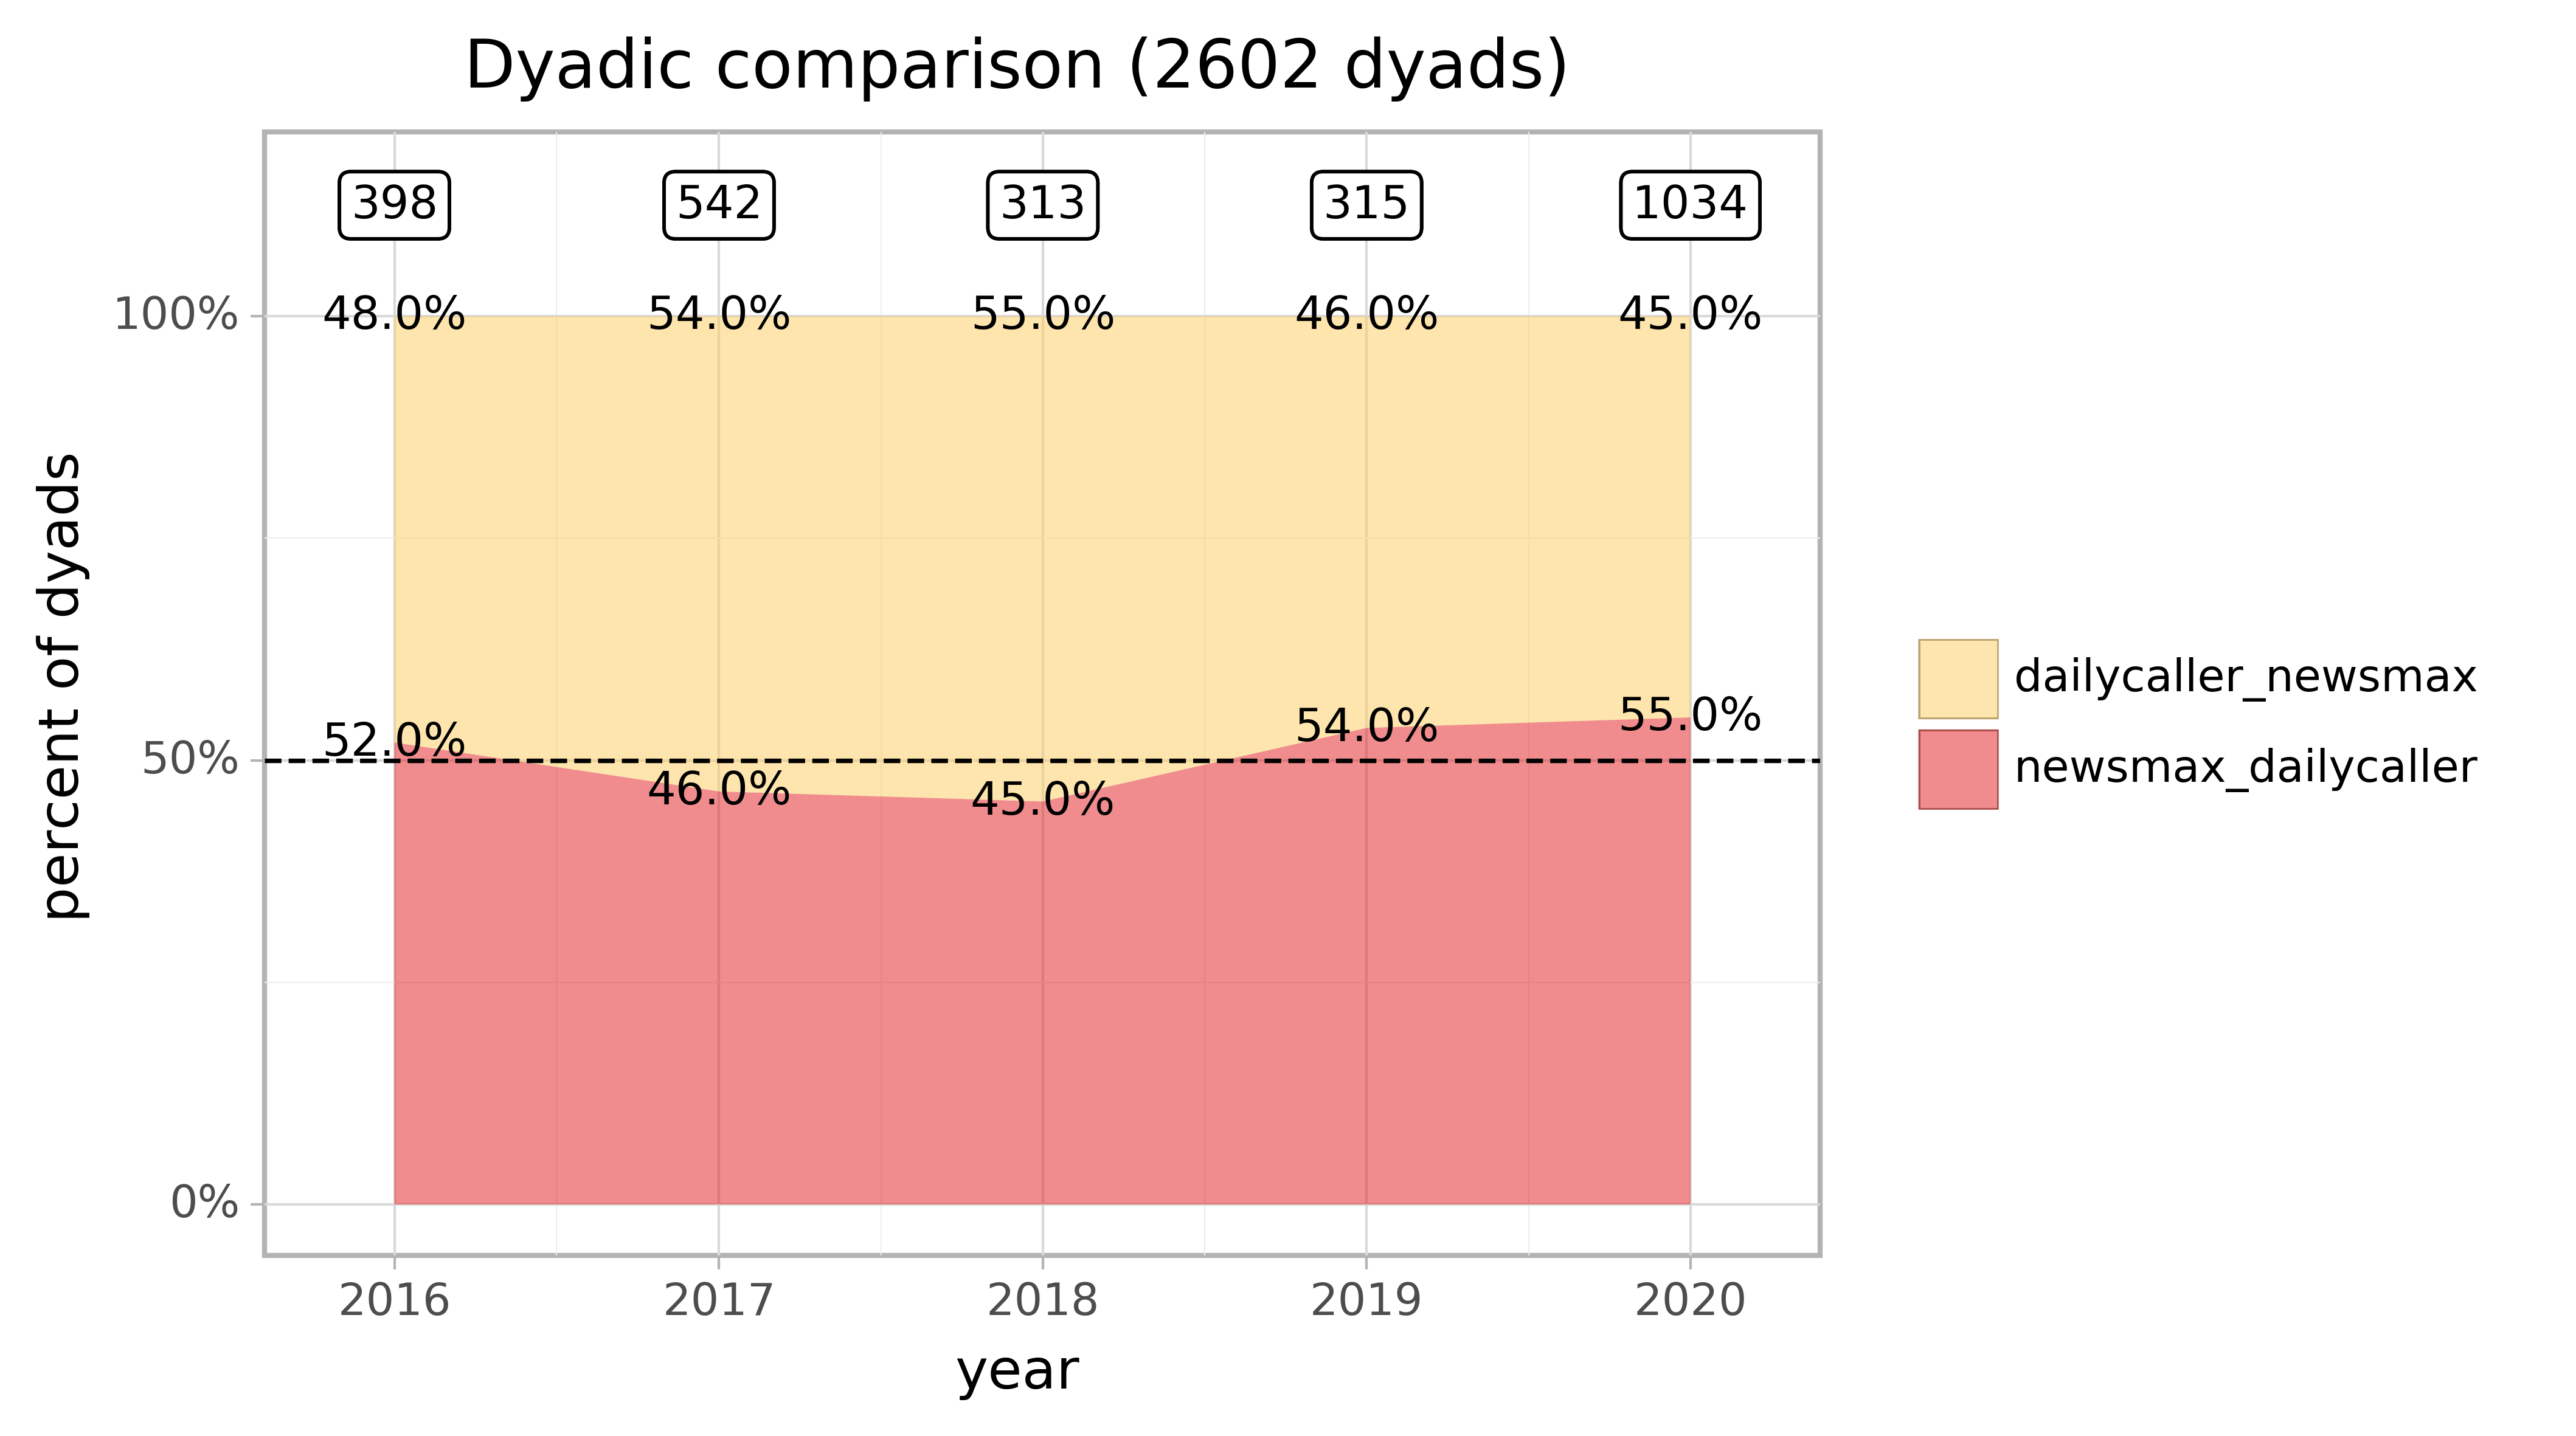 Dyadic comparison (2602 dyads)
398 542 313 315 1034
100% 48.0% 54.0% 55.0% 46.0% 45.0%
percent of dyads
dailycaller_newsmax
newsmax_dailycaller
50% 52.0% 46.0% 45.0% 54.0% 55.0%
0%
2016 2017 2018 2019 2020
year